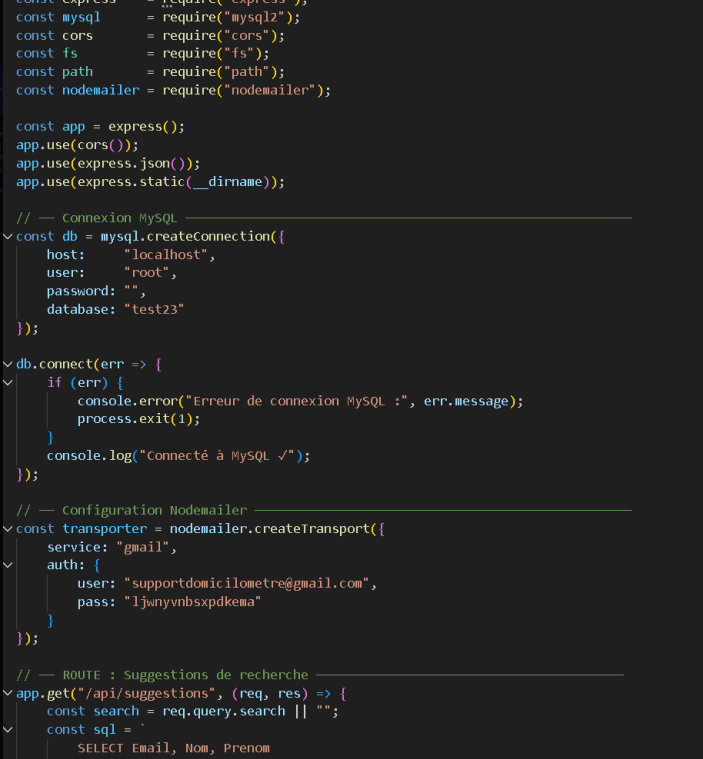 const express = require("express");
const mysql = require("mysql2");
const cors = require("cors");
const fs = require("fs");
const path = require("path");
const nodemailer = require("nodemailer");
const app = express();
app.use(cors());
app.use(express.json());
app.use(express.static(__dirname));
// —— Connexion MySQL
const db = mysql.createConnection({
host: "localhost",
user: "root",
password: "",
database: "test23"
});
db.connect(err => {
if (err) {
console.error("Erreur de connexion MySQL :", err.message);
process.exit(1);
}
console.log("Connecté à MySQL ✓");
});
// —— Configuration Nodemailer
const transporter = nodemailer.createTransport({
service: "gmail",
auth: {
user: "supportdomicilometre@gmail.com",
pass: "ljwnyvnbsxpdkema"
}
});
// —— ROUTE : Suggestions de recherche
app.get("/api/suggestions", (req, res) => {
const search = req.query.search || "";
const sql = `
SELECT Email, Nom, Prenom